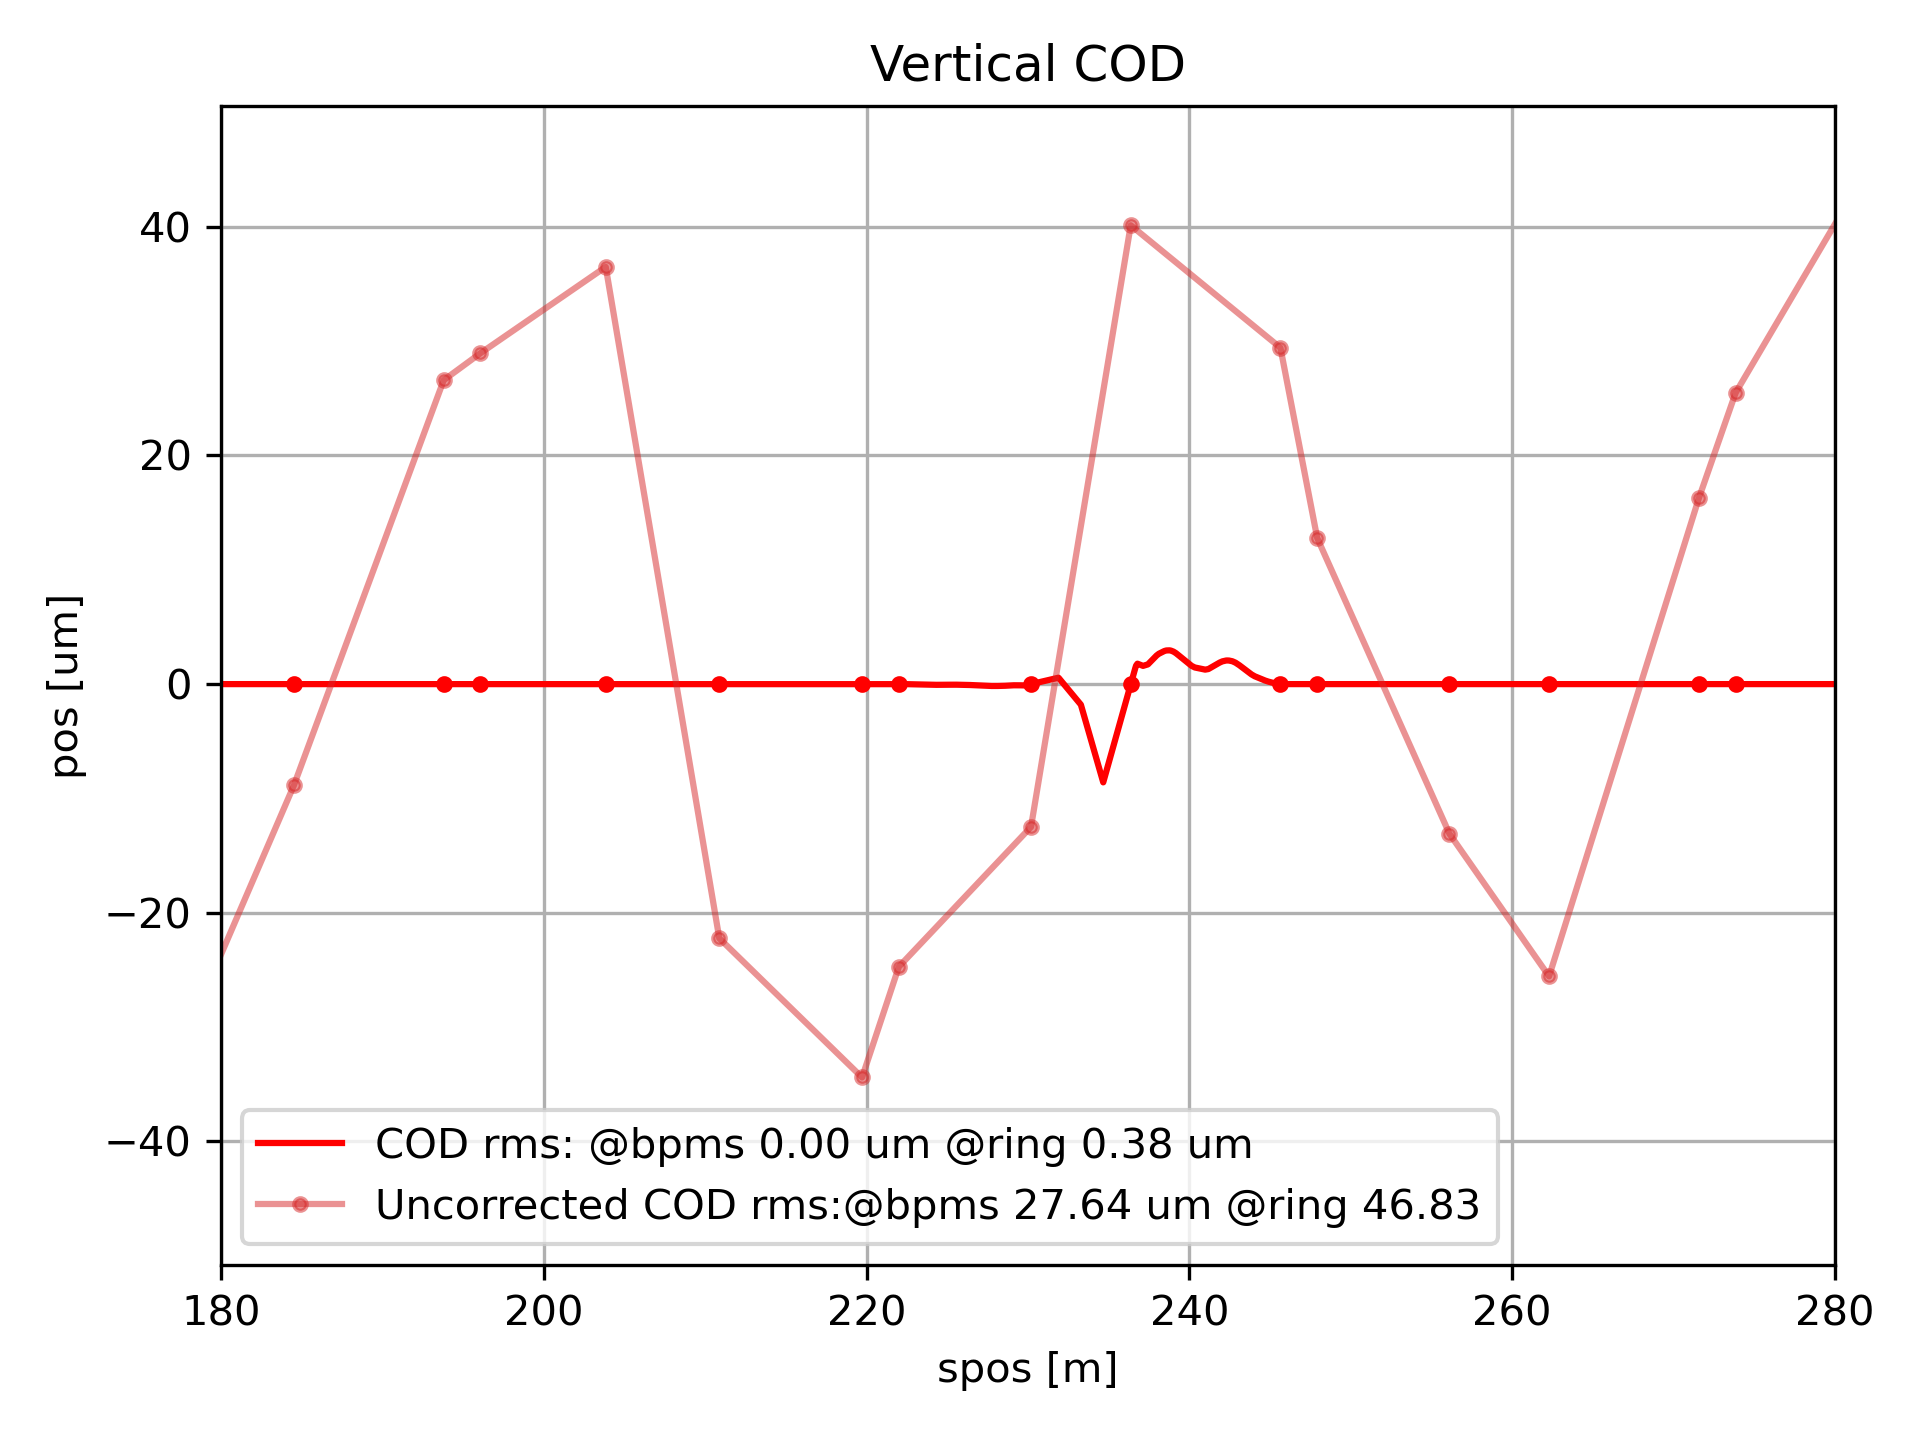 Vertical COD
pos [um]
40
20
0
−20
−40
COD rms: @bpms 0.00 um @ring 0.38 um
Uncorrected COD rms:@bpms 27.64 um @ring 46.83
180 200 220 240 260 280
spos [m]